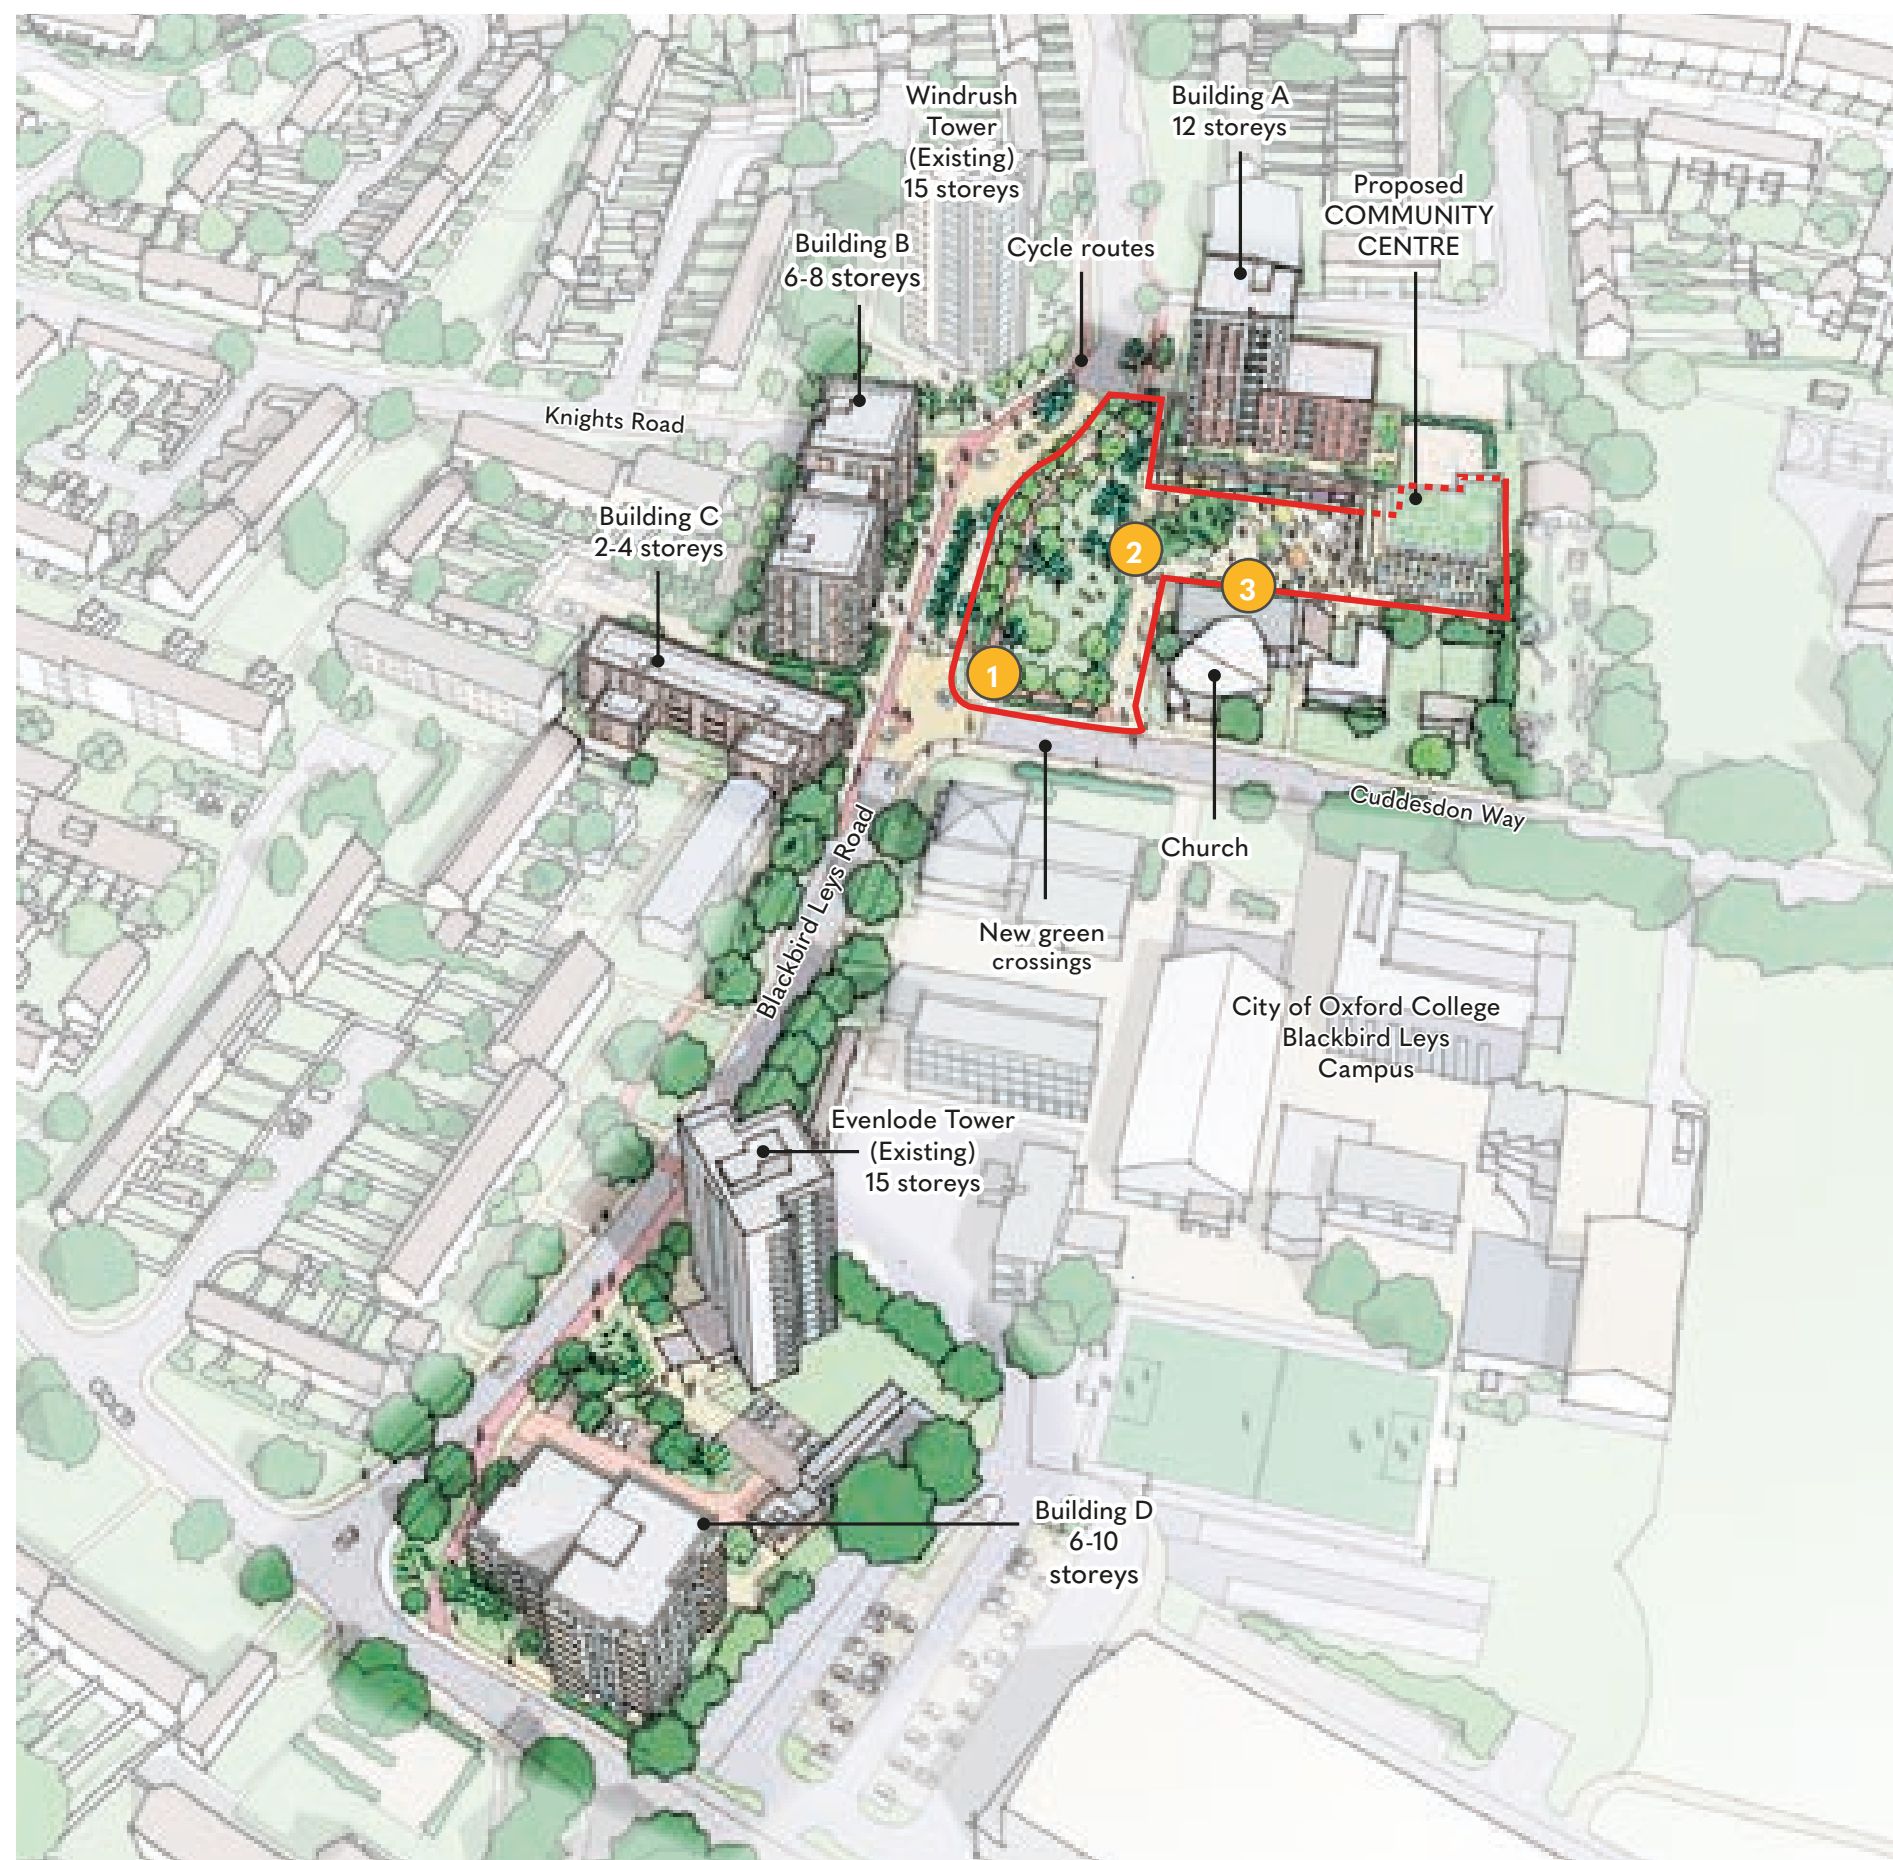 Windrush
Tower
(Existing)
15 storeys
Building A
12 storeys
Proposed
COMMUNITY
CENTRE
Building B
6-8 storeys
Cycle routes
Knights Road
Building C
2-4 storeys
2
3
1
Cuddesdon Way
Church
Blackbird Leys Road
New green
crossings
City of Oxford College
Blackbird Leys
Campus
Evenlode Tower
(Existing)
15 storeys
Building D
6-10
storeys